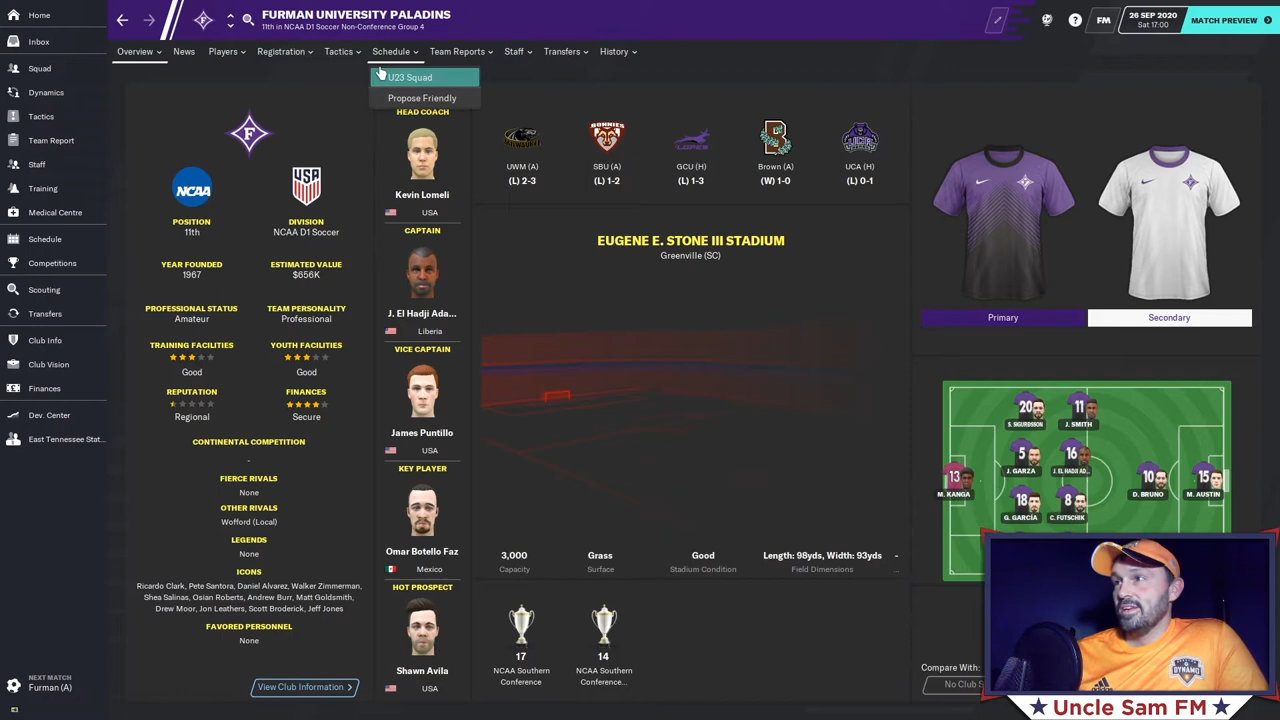 Home
FURMAN UNIVERSITY PALADINS
11th in NCAA D1 Soccer Non-Conference Group 4
FM
26 SEP 2020
Sat 17:00
MATCH PREVIEW
Inbox
Squad
Dynamics
Tactics
Team Report
Staff
Training
Medical Centre
Schedule
Competitions
Scouting
Transfers
Club Info
Club Vision
Finances
Dev. Center
East Tennessee Stat...
NEXT MATCH
Furman (A)
Overview
News
Players
Registration
Tactics
Schedule
Team Reports
Staff
Transfers
History
U23 Squad
Propose Friendly
F
NCAA
USA
POSITION
11th
DIVISION
NCAA D1 Soccer
YEAR FOUNDED
1967
ESTIMATED VALUE
$656K
PROFESSIONAL STATUS
Amateur
TEAM PERSONALITY
Professional
TRAINING FACILITIES
Good
YOUTH FACILITIES
Good
REPUTATION
Regional
FINANCES
Secure
CONTINENTAL COMPETITION
-
FIERCE RIVALS
None
OTHER RIVALS
Wofford (Local)
LEGENDS
None
ICONS
Ricardo Clark, Pete Santora, Daniel Alvarez, Walker Zimmerman,
Shea Salinas, Osian Roberts, Andrew Burr, Matt Goldsmith,
Drew Moor, Jon Leathers, Scott Broderick, Jeff Jones
FAVORED PERSONNEL
None
View Club Information
HEAD COACH
Kevin Lomeli
USA
CAPTAIN
J. El Hadji Ada...
Liberia
VICE CAPTAIN
James Puntillo
USA
KEY PLAYER
Omar Botello Faz
Mexico
HOT PROSPECT
Shawn Avila
USA
UWM (A)
(L) 2-3
BONNIES
SBU (A)
(L) 1-2
LOPES
GCU (H)
(L) 1-3
B
Brown (A)
(W) 1-0
UCA (H)
(L) 0-1
EUGENE E. STONE III STADIUM
Greenville (SC)
3,000
Capacity
Grass
Surface
Good
Stadium Condition
Length: 98yds, Width: 93yds
Field Dimensions
-
...
17
NCAA Southern
Conference
14
NCAA Southern
Conference...
Primary
Secondary
20
S. SIGURDSSON
11
J. SMITH
5
J. GARZA
16
J. EL HADJI AD...
13
M. KANGA
10
D. BRUNO
15
M. AUSTIN
18
G. GARCÍA
8
C. FUTSCHIK
Compare With:
No Club S
DYNAMO
★ Uncle Sam FM ★